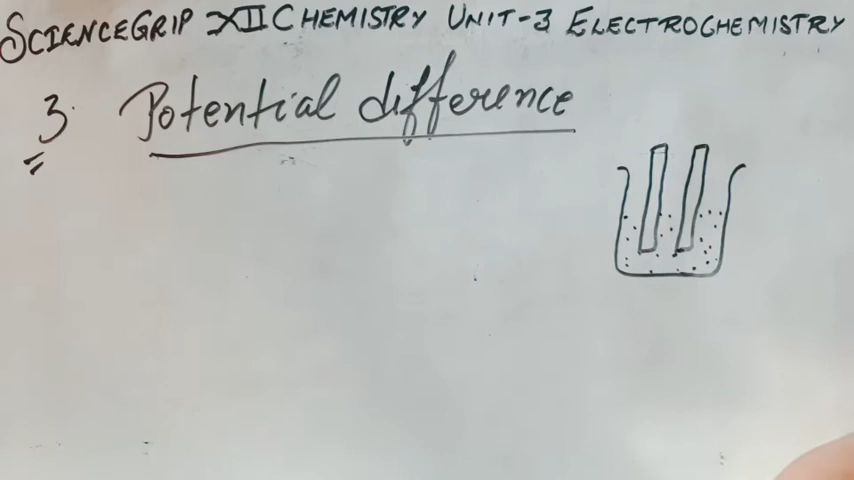 SCIENCEGRIP XII CHEMISTRY UNIT-3 ELECTROCHEMISTRY
3. Potential difference